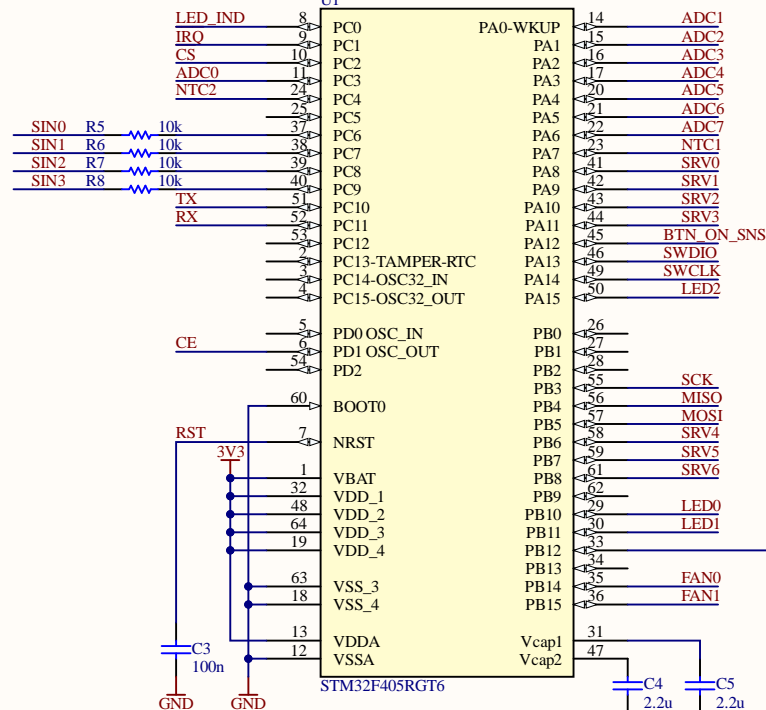 U1
LED_IND 8 PC0 PA0-WKUP 14 ADC1
IRQ 9 PC1 PA1 15 ADC2
CS 10 PC2 PA2 16 ADC3
ADC0 11 PC3 PA3 17 ADC4
NTC2 24 PC4 PA4 20 ADC5
25 PC5 PA5 21 ADC6
SIN0 R5 10k 37 PC6 PA6 22 ADC7
SIN1 R6 10k 38 PC7 PA7 23 NTC1
SIN2 R7 10k 39 PC8 PA8 41 SRV0
SIN3 R8 10k 40 PC9 PA9 42 SRV1
TX 51 PC10 PA10 43 SRV2
RX 52 PC11 PA11 44 SRV3
53 PC12 PA12 45 BTN_ON_SNS
2 PC13-TAMPER-RTC PA13 46 SWDIO
3 PC14-OSC32_IN PA14 49 SWCLK
4 PC15-OSC32_OUT PA15 50 LED2
5 PD0 OSC_IN PB0 26
CE 6 PD1 OSC_OUT PB1 27
54 PD2 PB2 28
PB3 55 SCK
60 BOOT0 PB4 56 MISO
PB5 57 MOSI
RST 7 NRST PB6 58 SRV4
3V3 PB7 59 SRV5
1 VBAT PB8 61 SRV6
32 VDD_1 PB9 62
48 VDD_2 PB10 29 LED0
64 VDD_3 PB11 30 LED1
19 VDD_4 PB12 33
PB13 34
63 VSS_3 PB14 35 FAN0
18 VSS_4 PB15 36 FAN1
13 VDDA Vcap1 31
C3 12 VSSA Vcap2 47
100n
STM32F405RGT6 C4 C5
GND GND 2.2u 2.2u